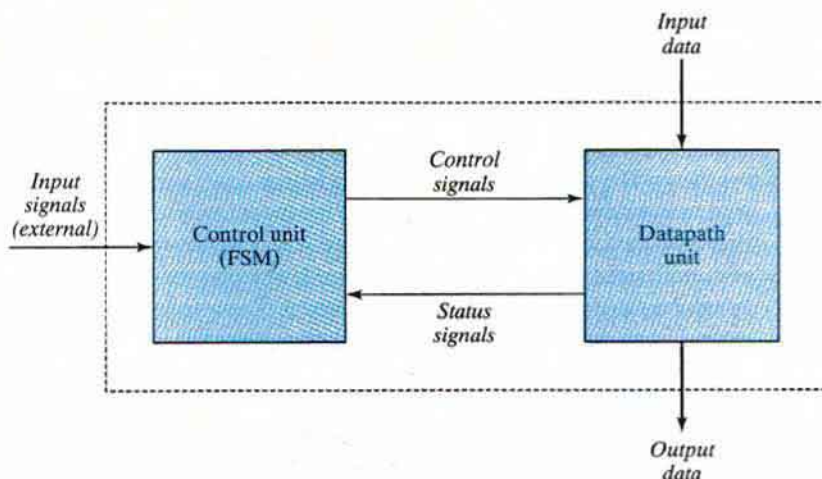 Input
data
Input
signals
(external)
Control unit
(FSM)
Control
signals
Status
signals
Datapath
unit
Output
data